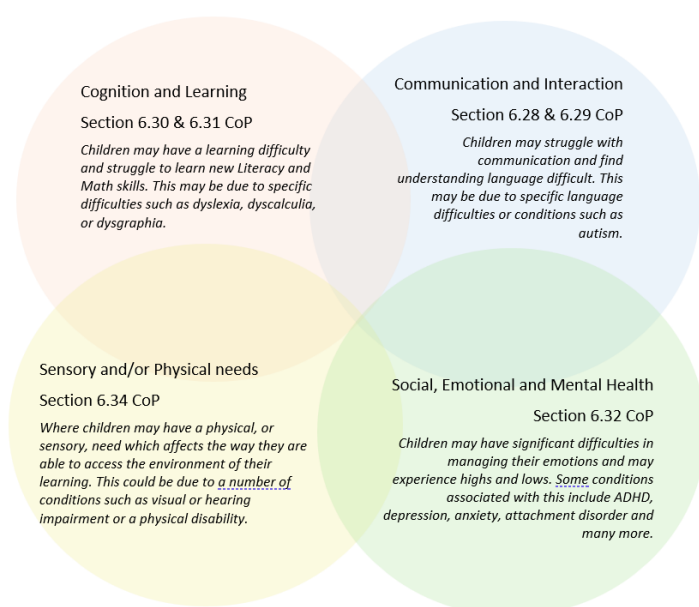 Cognition and Learning
Section 6.30 & 6.31 CoP
Children may have a learning difficulty
and struggle to learn new Literacy and
Math skills. This may be due to specific
difficulties such as dyslexia, dyscalculia,
or dysgraphia.
Communication and Interaction
Section 6.28 & 6.29 CoP
Children may struggle with
communication and find
understanding language difficult. This
may be due to specific language
difficulties or conditions such as
autism.
Sensory and/or Physical needs
Section 6.34 CoP
Where children may have a physical, or
sensory, need which affects the way they are
able to access the environment of their
learning. This could be due to a number of
conditions such as visual or hearing
impairment or a physical disability.
Social, Emotional and Mental Health
Section 6.32 CoP
Children may have significant difficulties in
managing their emotions and may
experience highs and lows. Some conditions
associated with this include ADHD,
depression, anxiety, attachment disorder and
many more.